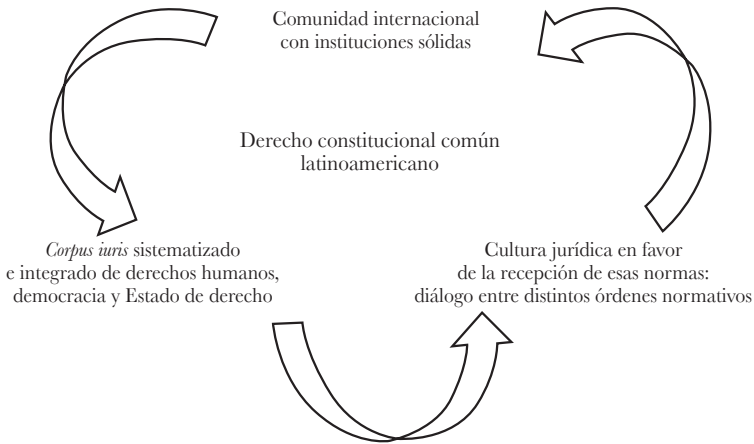 Comunidad internacional
con instituciones sólidas
Derecho constitucional común
latinoamericano
Corpus iuris sistematizado
e integrado de derechos humanos,
democracia y Estado de derecho
Cultura jurídica en favor
de la recepción de esas normas:
diálogo entre distintos órdenes normativos